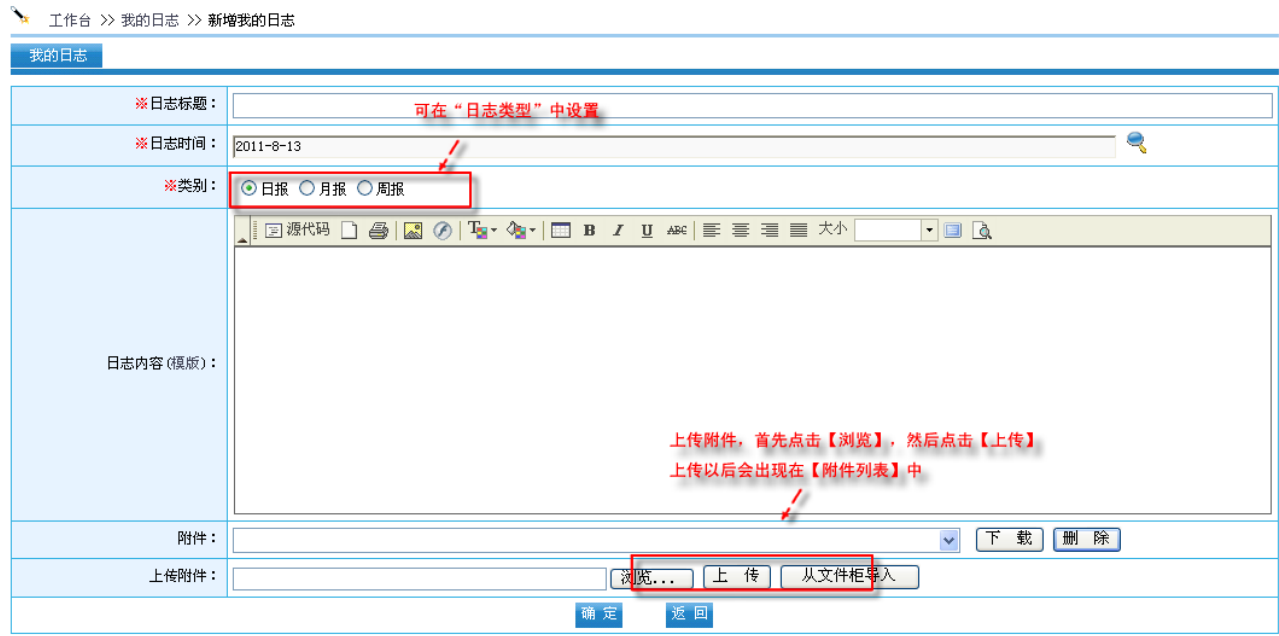 工作台 >> 我的日志 >> 新增我的日志
我的日志
※日志标题：
可在“日志类型”中设置
※日志时间：
2011-8-13
※类别：
日报 月报 周报
源代码 B I U ABC 大小
日志内容(模版)：
上传附件，首先点击【浏览】，然后点击【上传】
上传以后会出现在【附件列表】中
附件：
下 载 删 除
上传附件：
浏览... 上 传 从文件柜导入
确 定 返 回